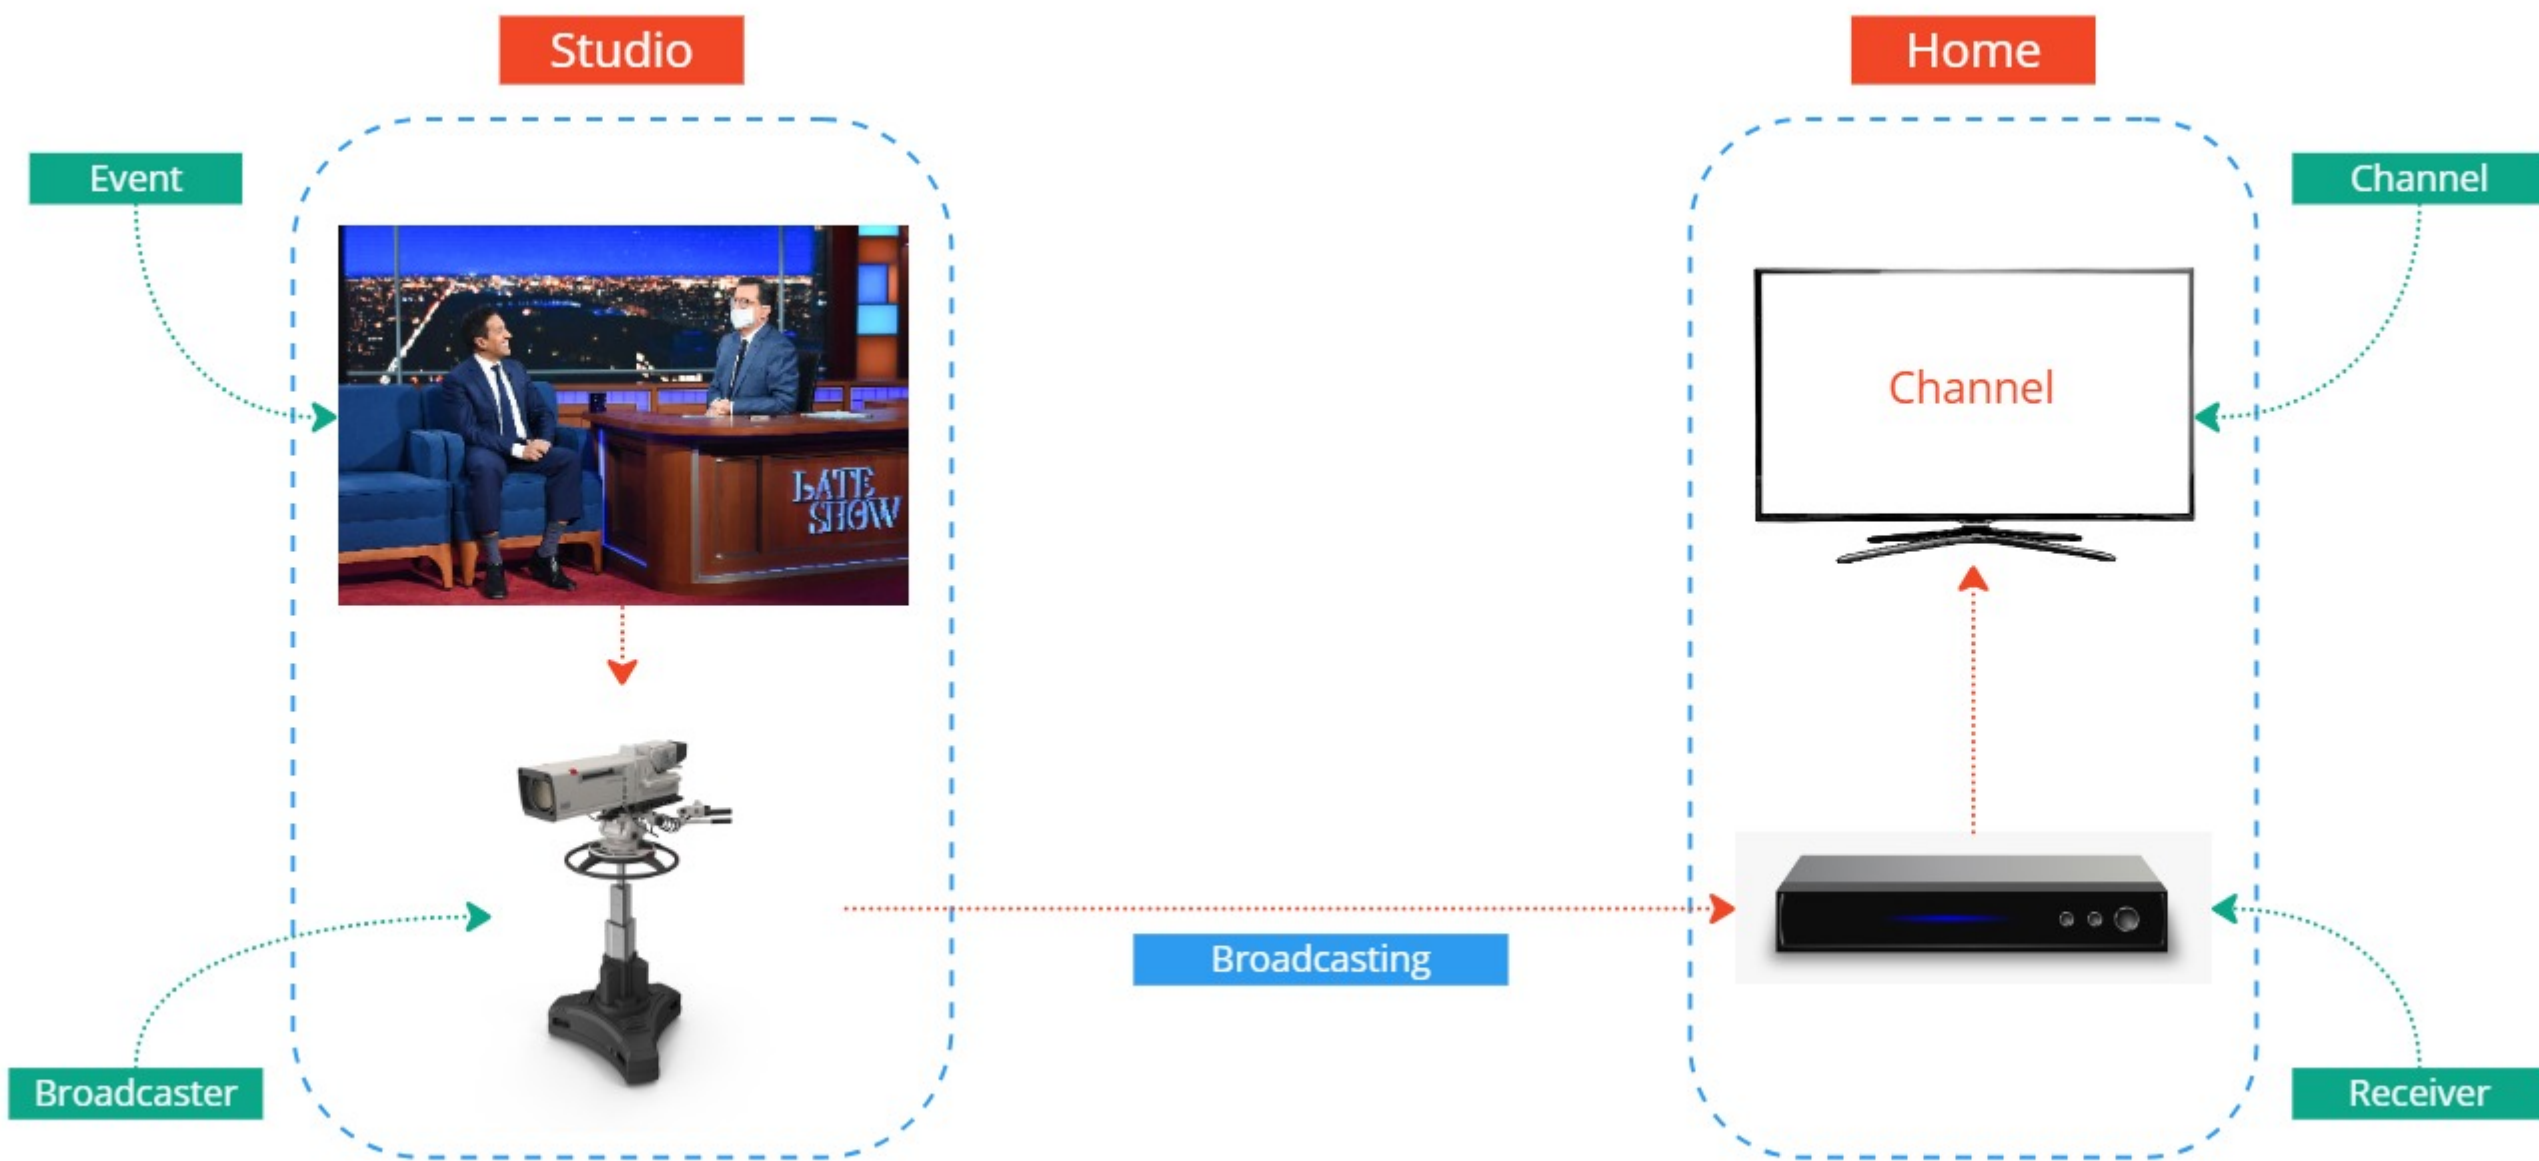 Studio
Home
Event
Channel
Channel
LATE
SHOW
Broadcasting
Broadcaster
Receiver